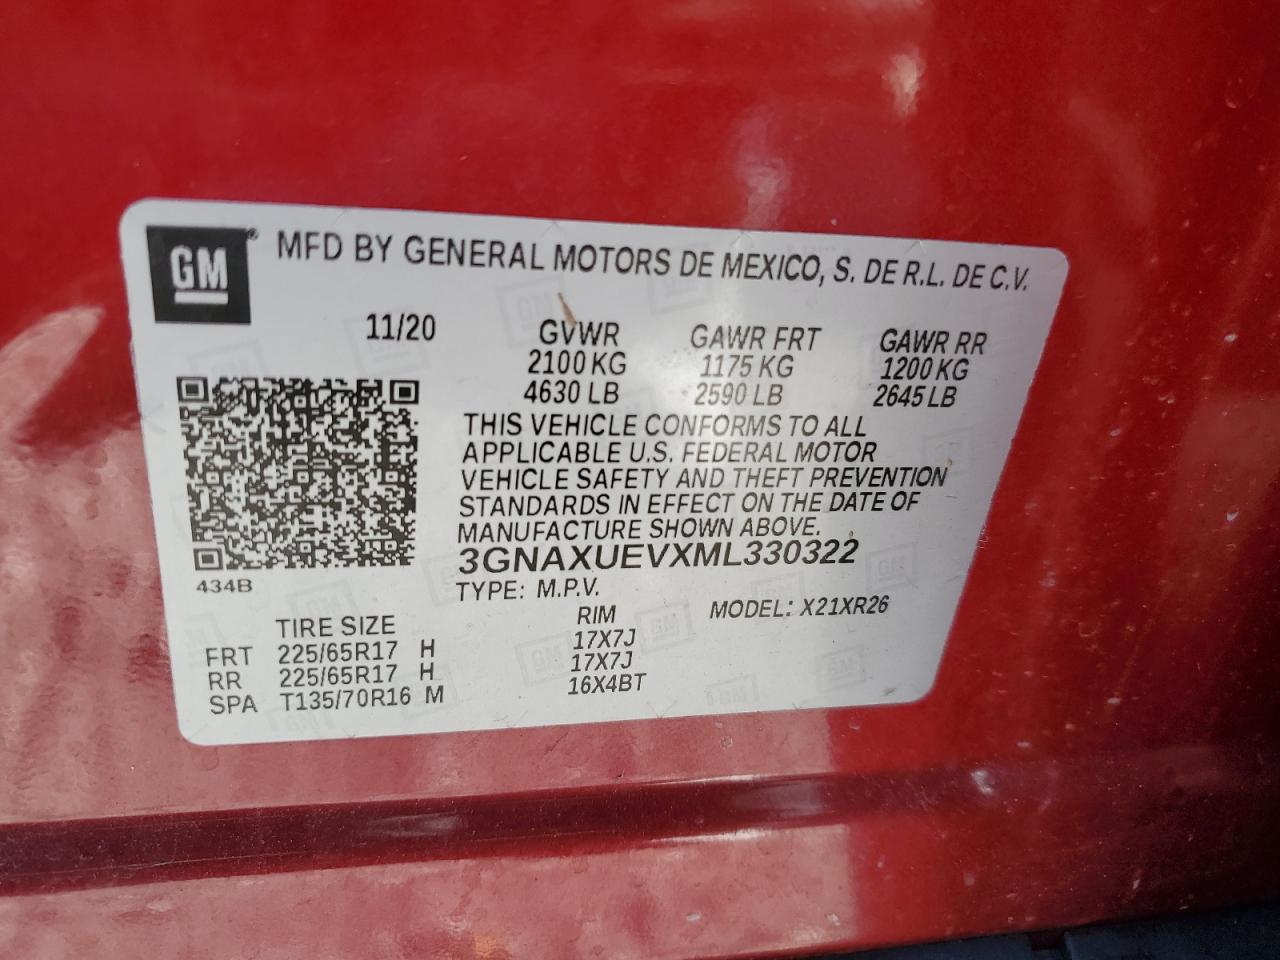 GM® MFD BY GENERAL MOTORS DE MEXICO, S. DE R.L. DE C.V.
11/20 GVWR GAWR FRT GAWR RR
2100 KG 1175 KG 1200 KG
4630 LB 2590 LB 2645 LB
THIS VEHICLE CONFORMS TO ALL
APPLICABLE U.S. FEDERAL MOTOR
VEHICLE SAFETY AND THEFT PREVENTION
STANDARDS IN EFFECT ON THE DATE OF
MANUFACTURE SHOWN ABOVE.
3GNAXUEVXML330322
434B
TYPE: M.P.V.
TIRE SIZE RIM MODEL: X21XR26
FRT 225/65R17 H 17X7J
RR 225/65R17 H 17X7J
SPA T135/70R16 M 16X4BT